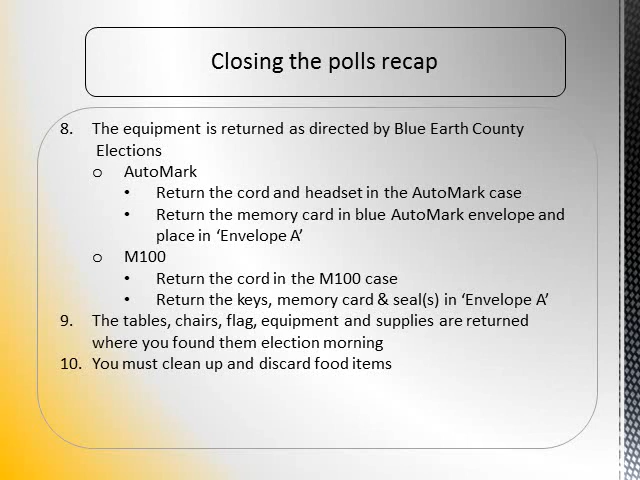 Closing the polls recap
8. The equipment is returned as directed by Blue Earth County
Elections
o AutoMark
• Return the cord and headset in the AutoMark case
• Return the memory card in blue AutoMark envelope and
place in ‘Envelope A’
o M100
• Return the cord in the M100 case
• Return the keys, memory card & seal(s) in ‘Envelope A’
9. The tables, chairs, flag, equipment and supplies are returned
where you found them election morning
10. You must clean up and discard food items